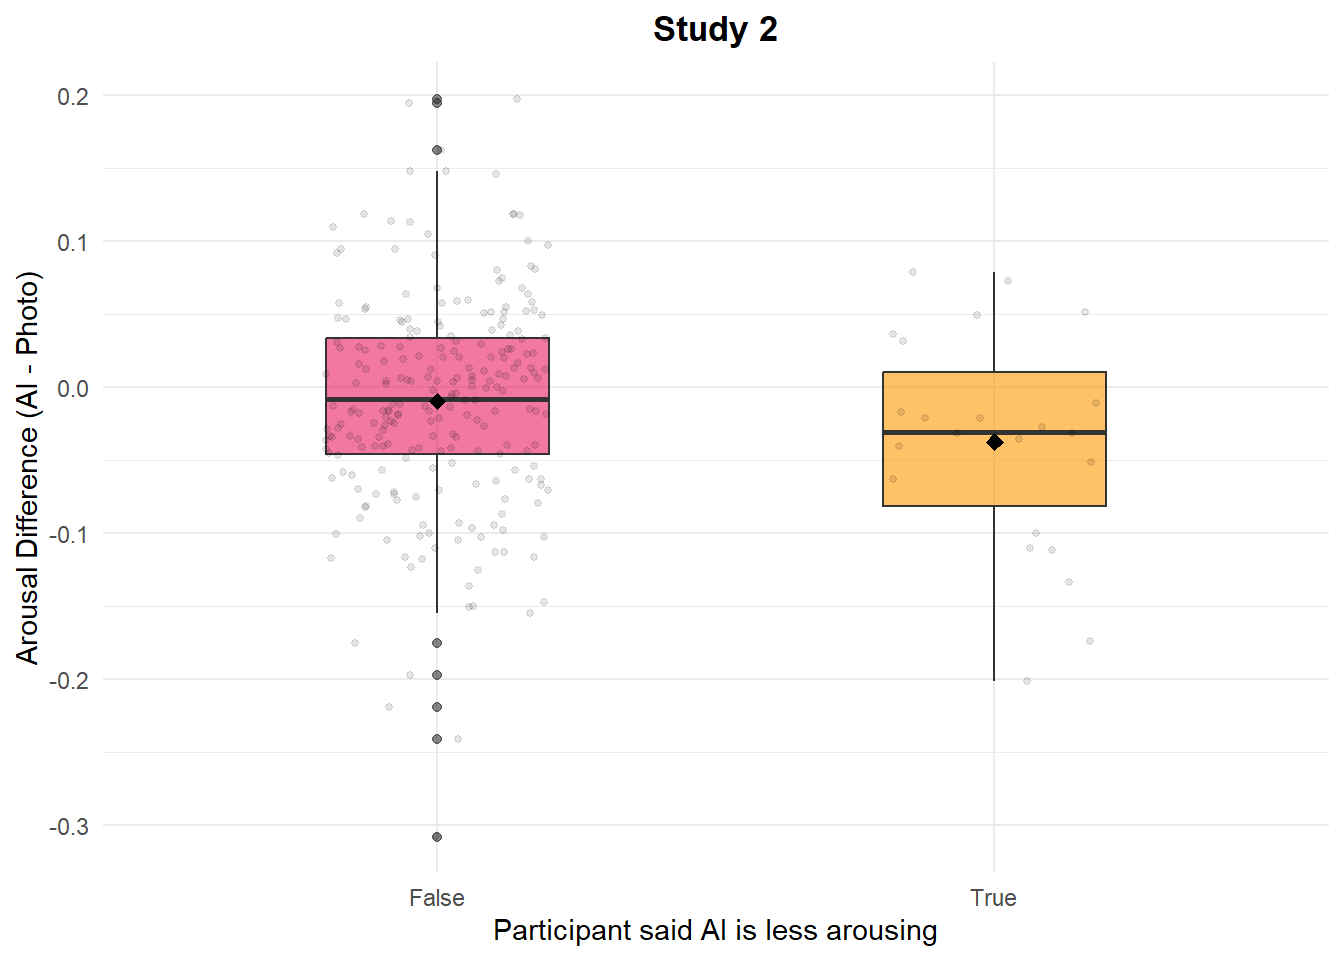 Study 2
Arousal Difference (AI - Photo)
0.2
0.1
0.0
-0.1
-0.2
-0.3
False
True
Participant said AI is less arousing